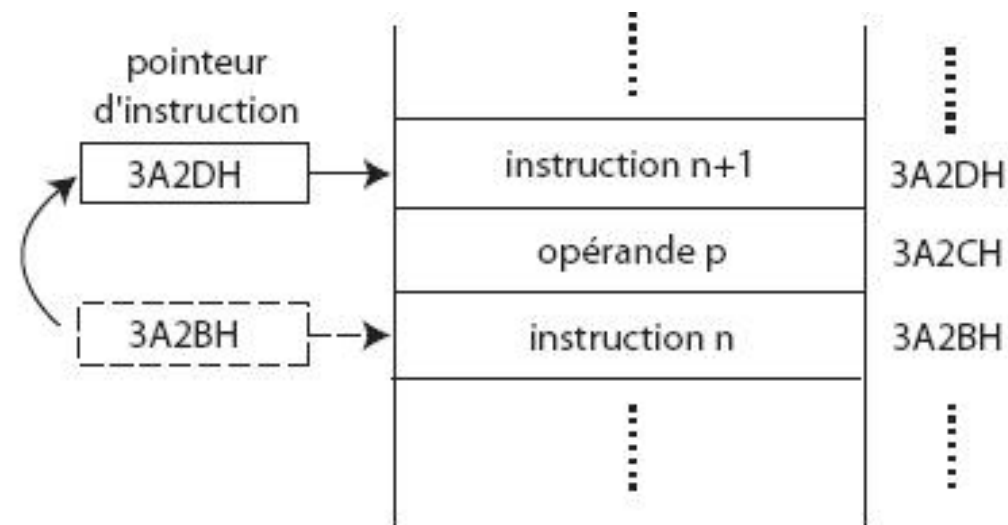 pointeur
d'instruction
3A2DH
instruction n+1
3A2DH
opérande p
3A2CH
3A2BH
instruction n
3A2BH